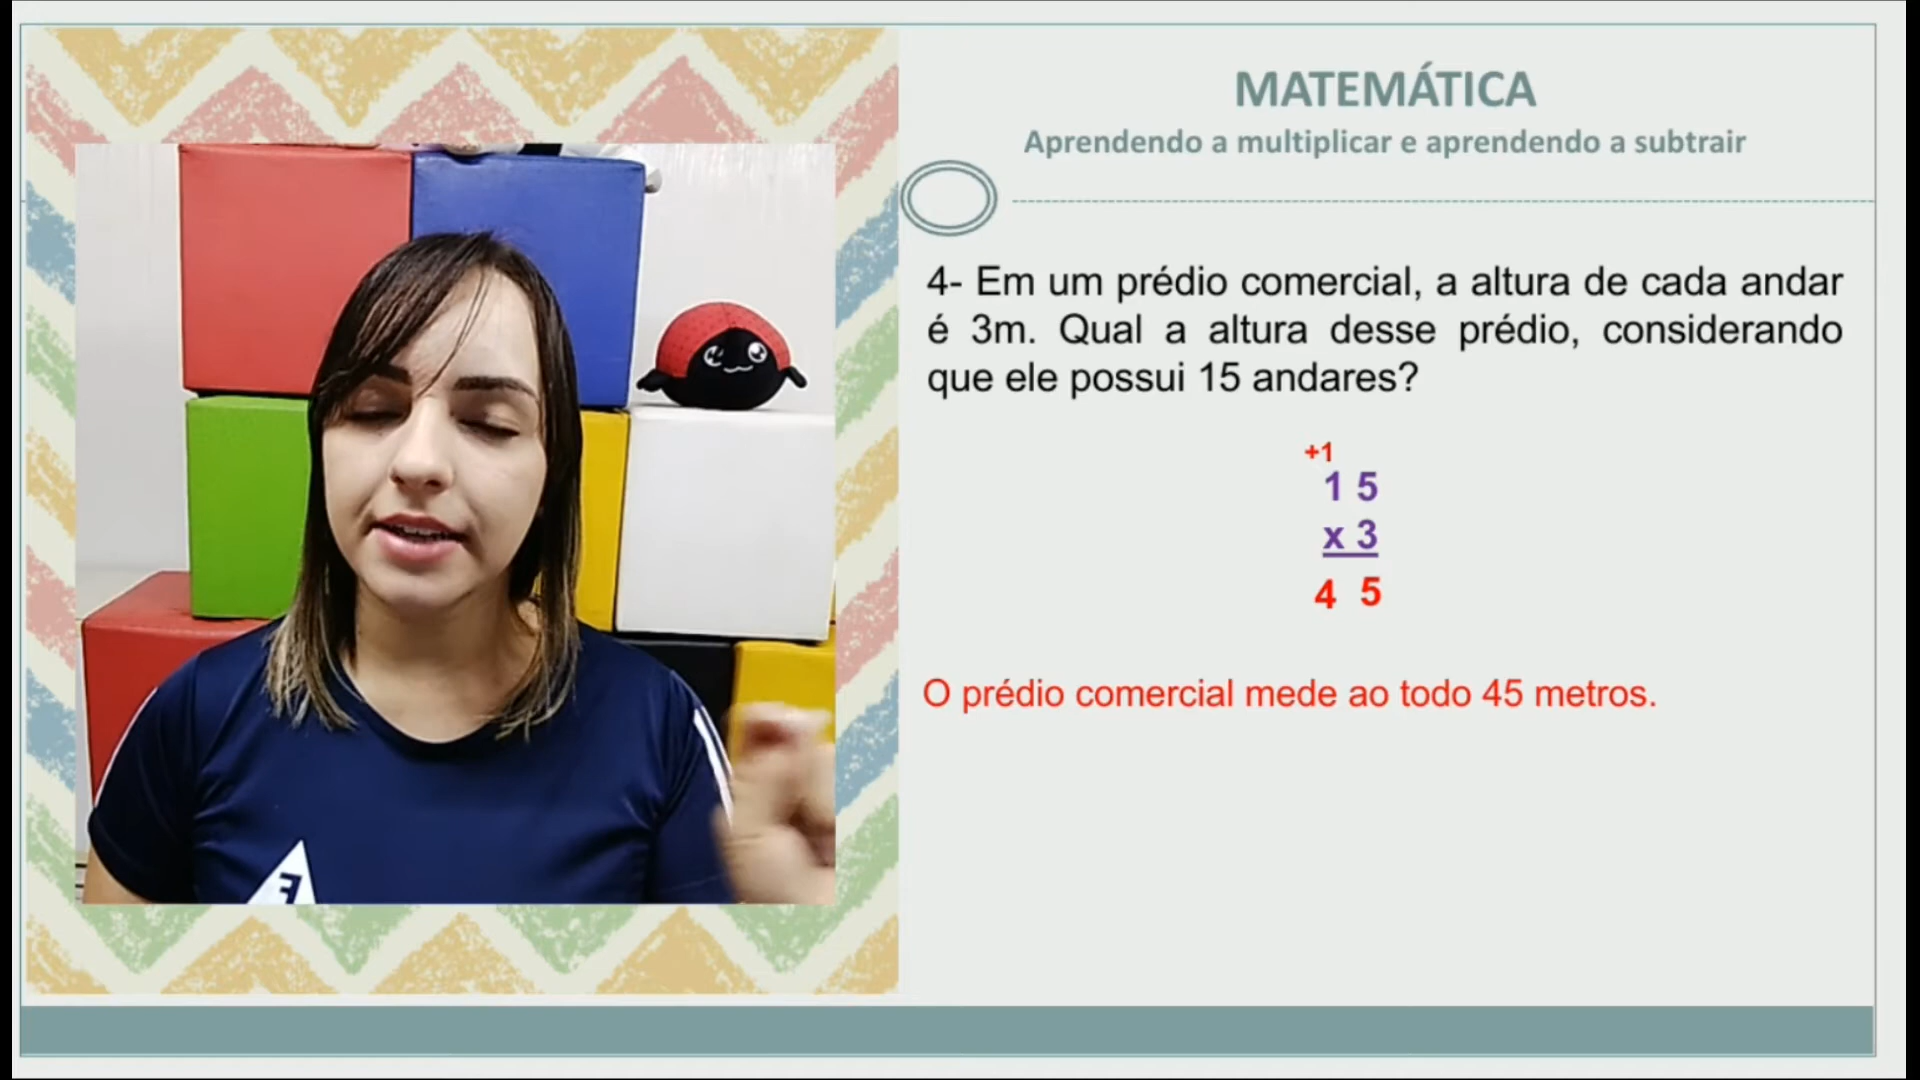 MATEMÁTICA
Aprendendo a multiplicar e aprendendo a subtrair
4- Em um prédio comercial, a altura de cada andar
é 3m. Qual a altura desse prédio, considerando
que ele possui 15 andares?
+1
1 5
x 3
4 5
O prédio comercial mede ao todo 45 metros.